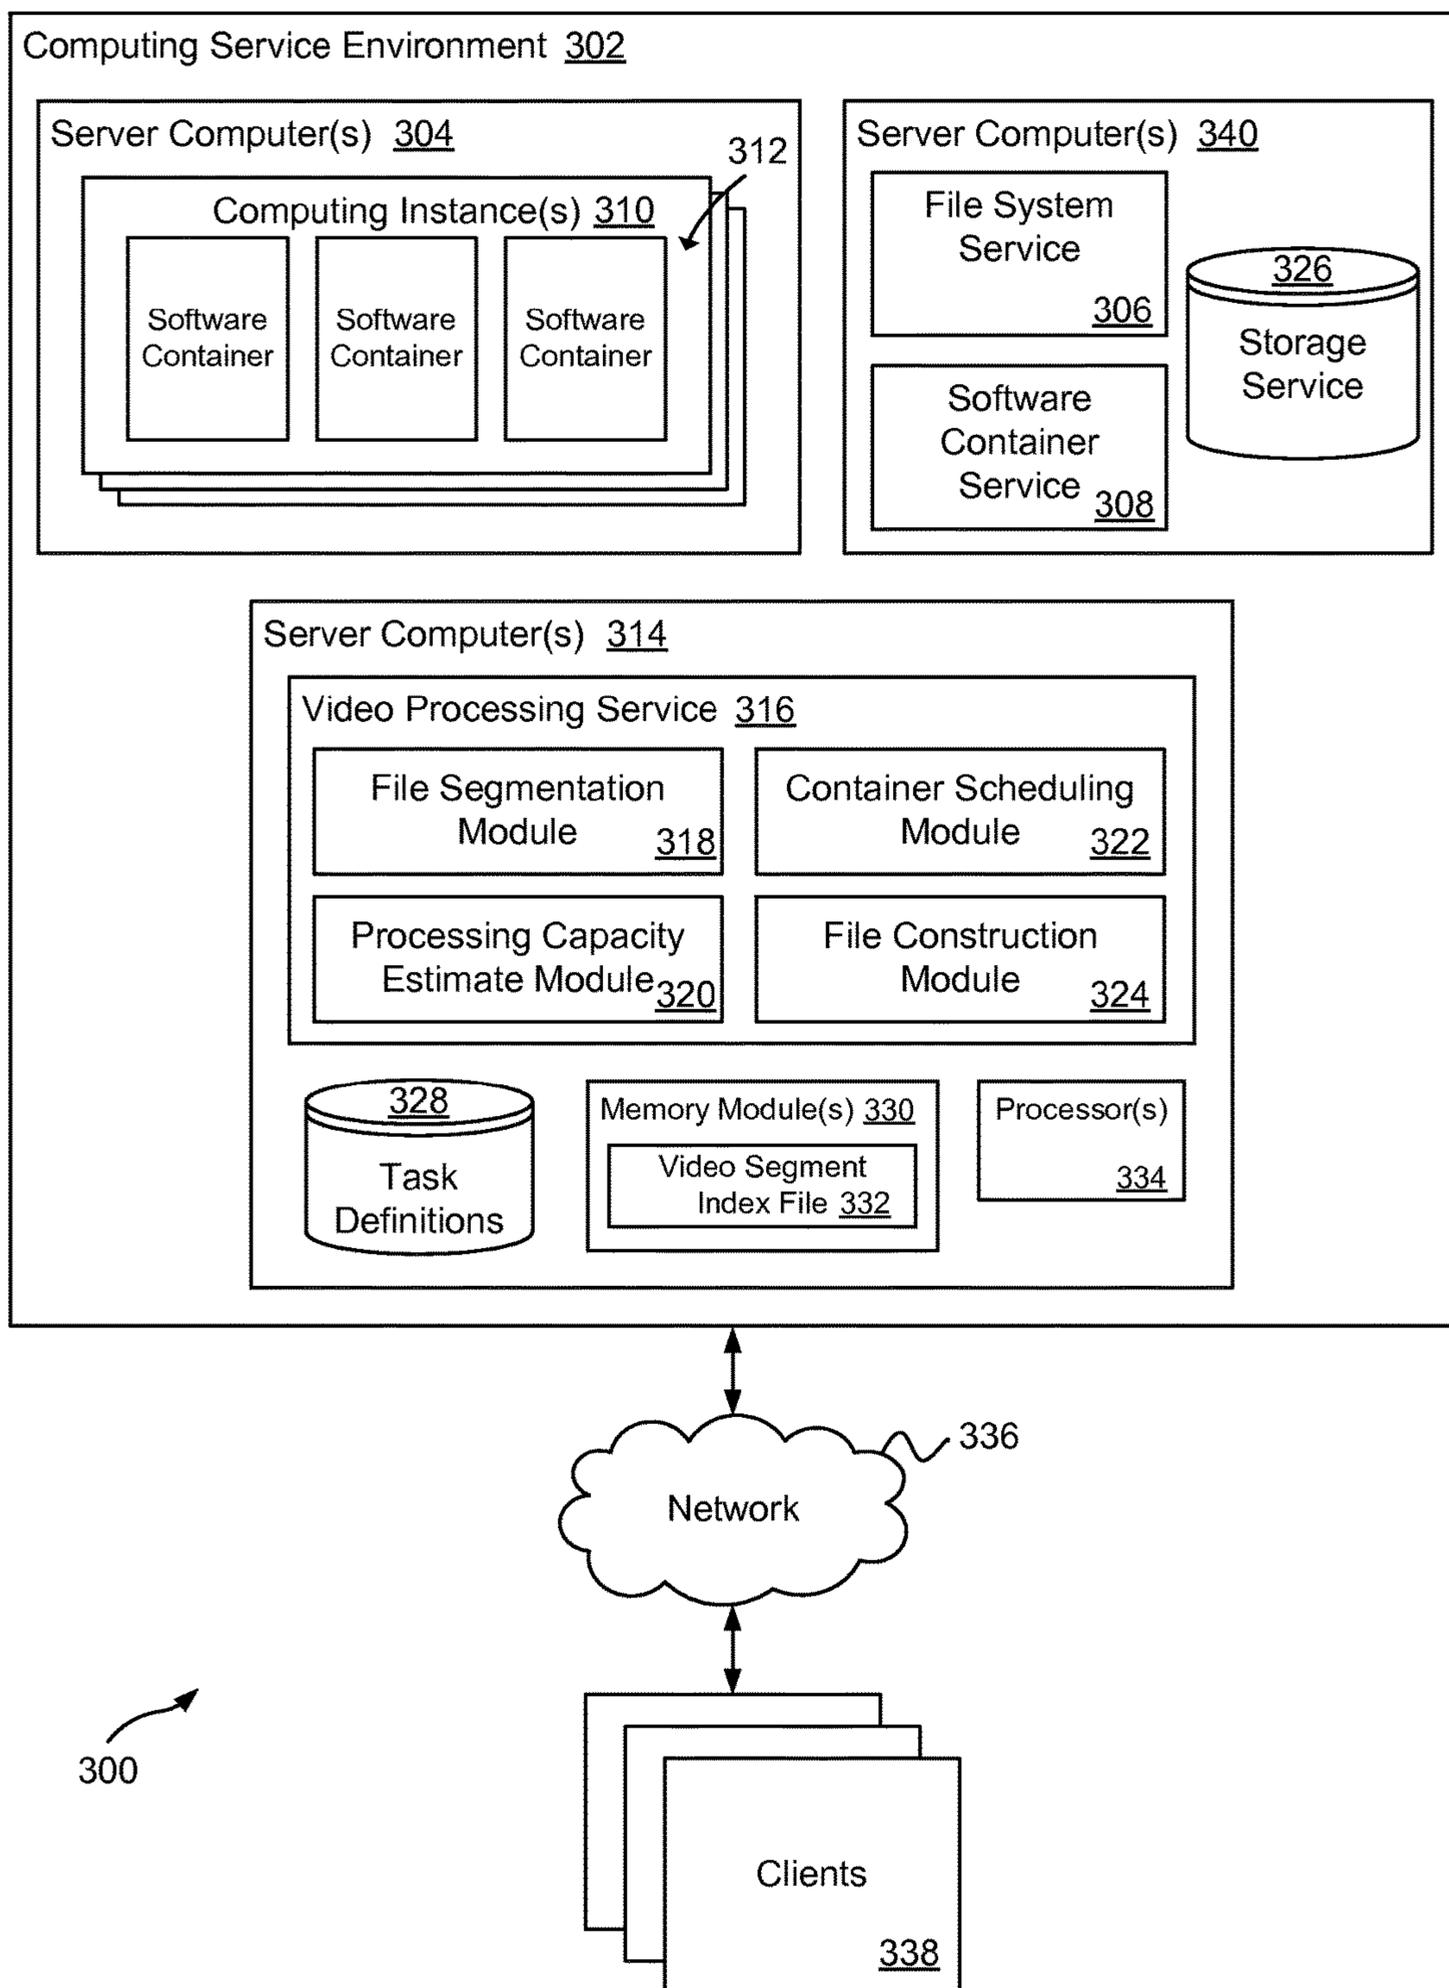 Computing Service Environment 302
Server Computer(s) 304
312
Computing Instance(s) 310
Software
Container
Software
Container
Software
Container
Server Computer(s) 340
File System
Service
306
326
Storage
Service
Software
Container
Service
308
Server Computer(s) 314
Video Processing Service 316
File Segmentation
Module
318
Container Scheduling
Module
322
Processing Capacity
Estimate Module
320
File Construction
Module
324
328
Task
Definitions
Memory Module(s) 330
Video Segment
Index File 332
Processor(s)
334
336
Network
300
Clients
338